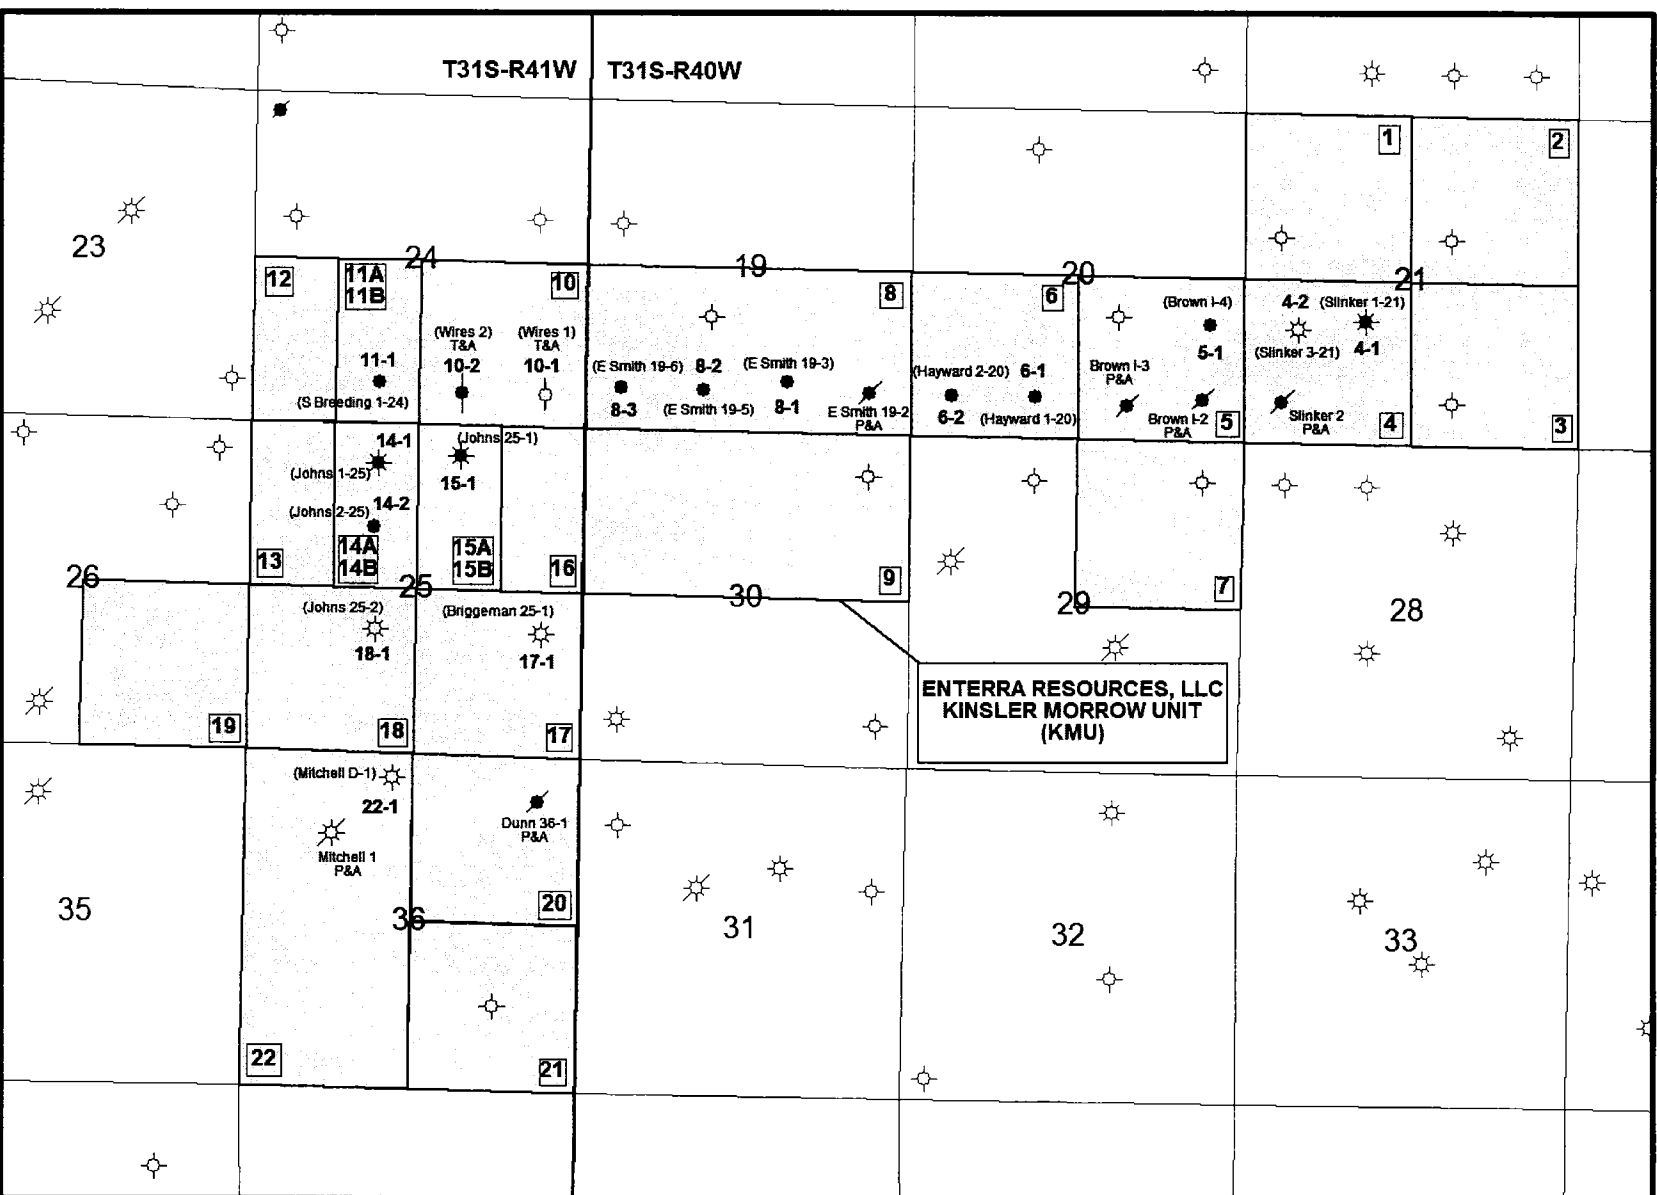 T31S-R41W
T31S-R40W
1
2
23
24
19
20
21
12
11A
11B
10
8
6
(Brown I-4)
4-2
(Slinker 1-21)
(Wires 2)
T&A
10-2
(Wires 1)
T&A
10-1
11-1
(S Breeding 1-24)
(E Smith 19-6)
8-3
8-2
(E Smith 19-5)
(E Smith 19-3)
8-1
E Smith 19-2
P&A
(Hayward 2-20)
6-2
6-1
(Hayward 1-20)
Brown I-3
P&A
5-1
Brown I-2
P&A
5
(Slinker 3-21)
4-1
Slinker 2
P&A
4
3
14-1
(Johns 1-25)
(Johns 25-1)
15-1
(Johns 2-25)
14-2
13
14A
14B
15A
15B
16
9
7
26
25
30
29
28
(Johns 25-2)
18-1
(Briggeman 25-1)
17-1
ENTERRA RESOURCES, LLC
KINSLER MORROW UNIT
(KMU)
19
18
17
(Mitchell D-1)
22-1
Mitchell 1
P&A
Dunn 36-1
P&A
20
35
36
31
32
33
22
21